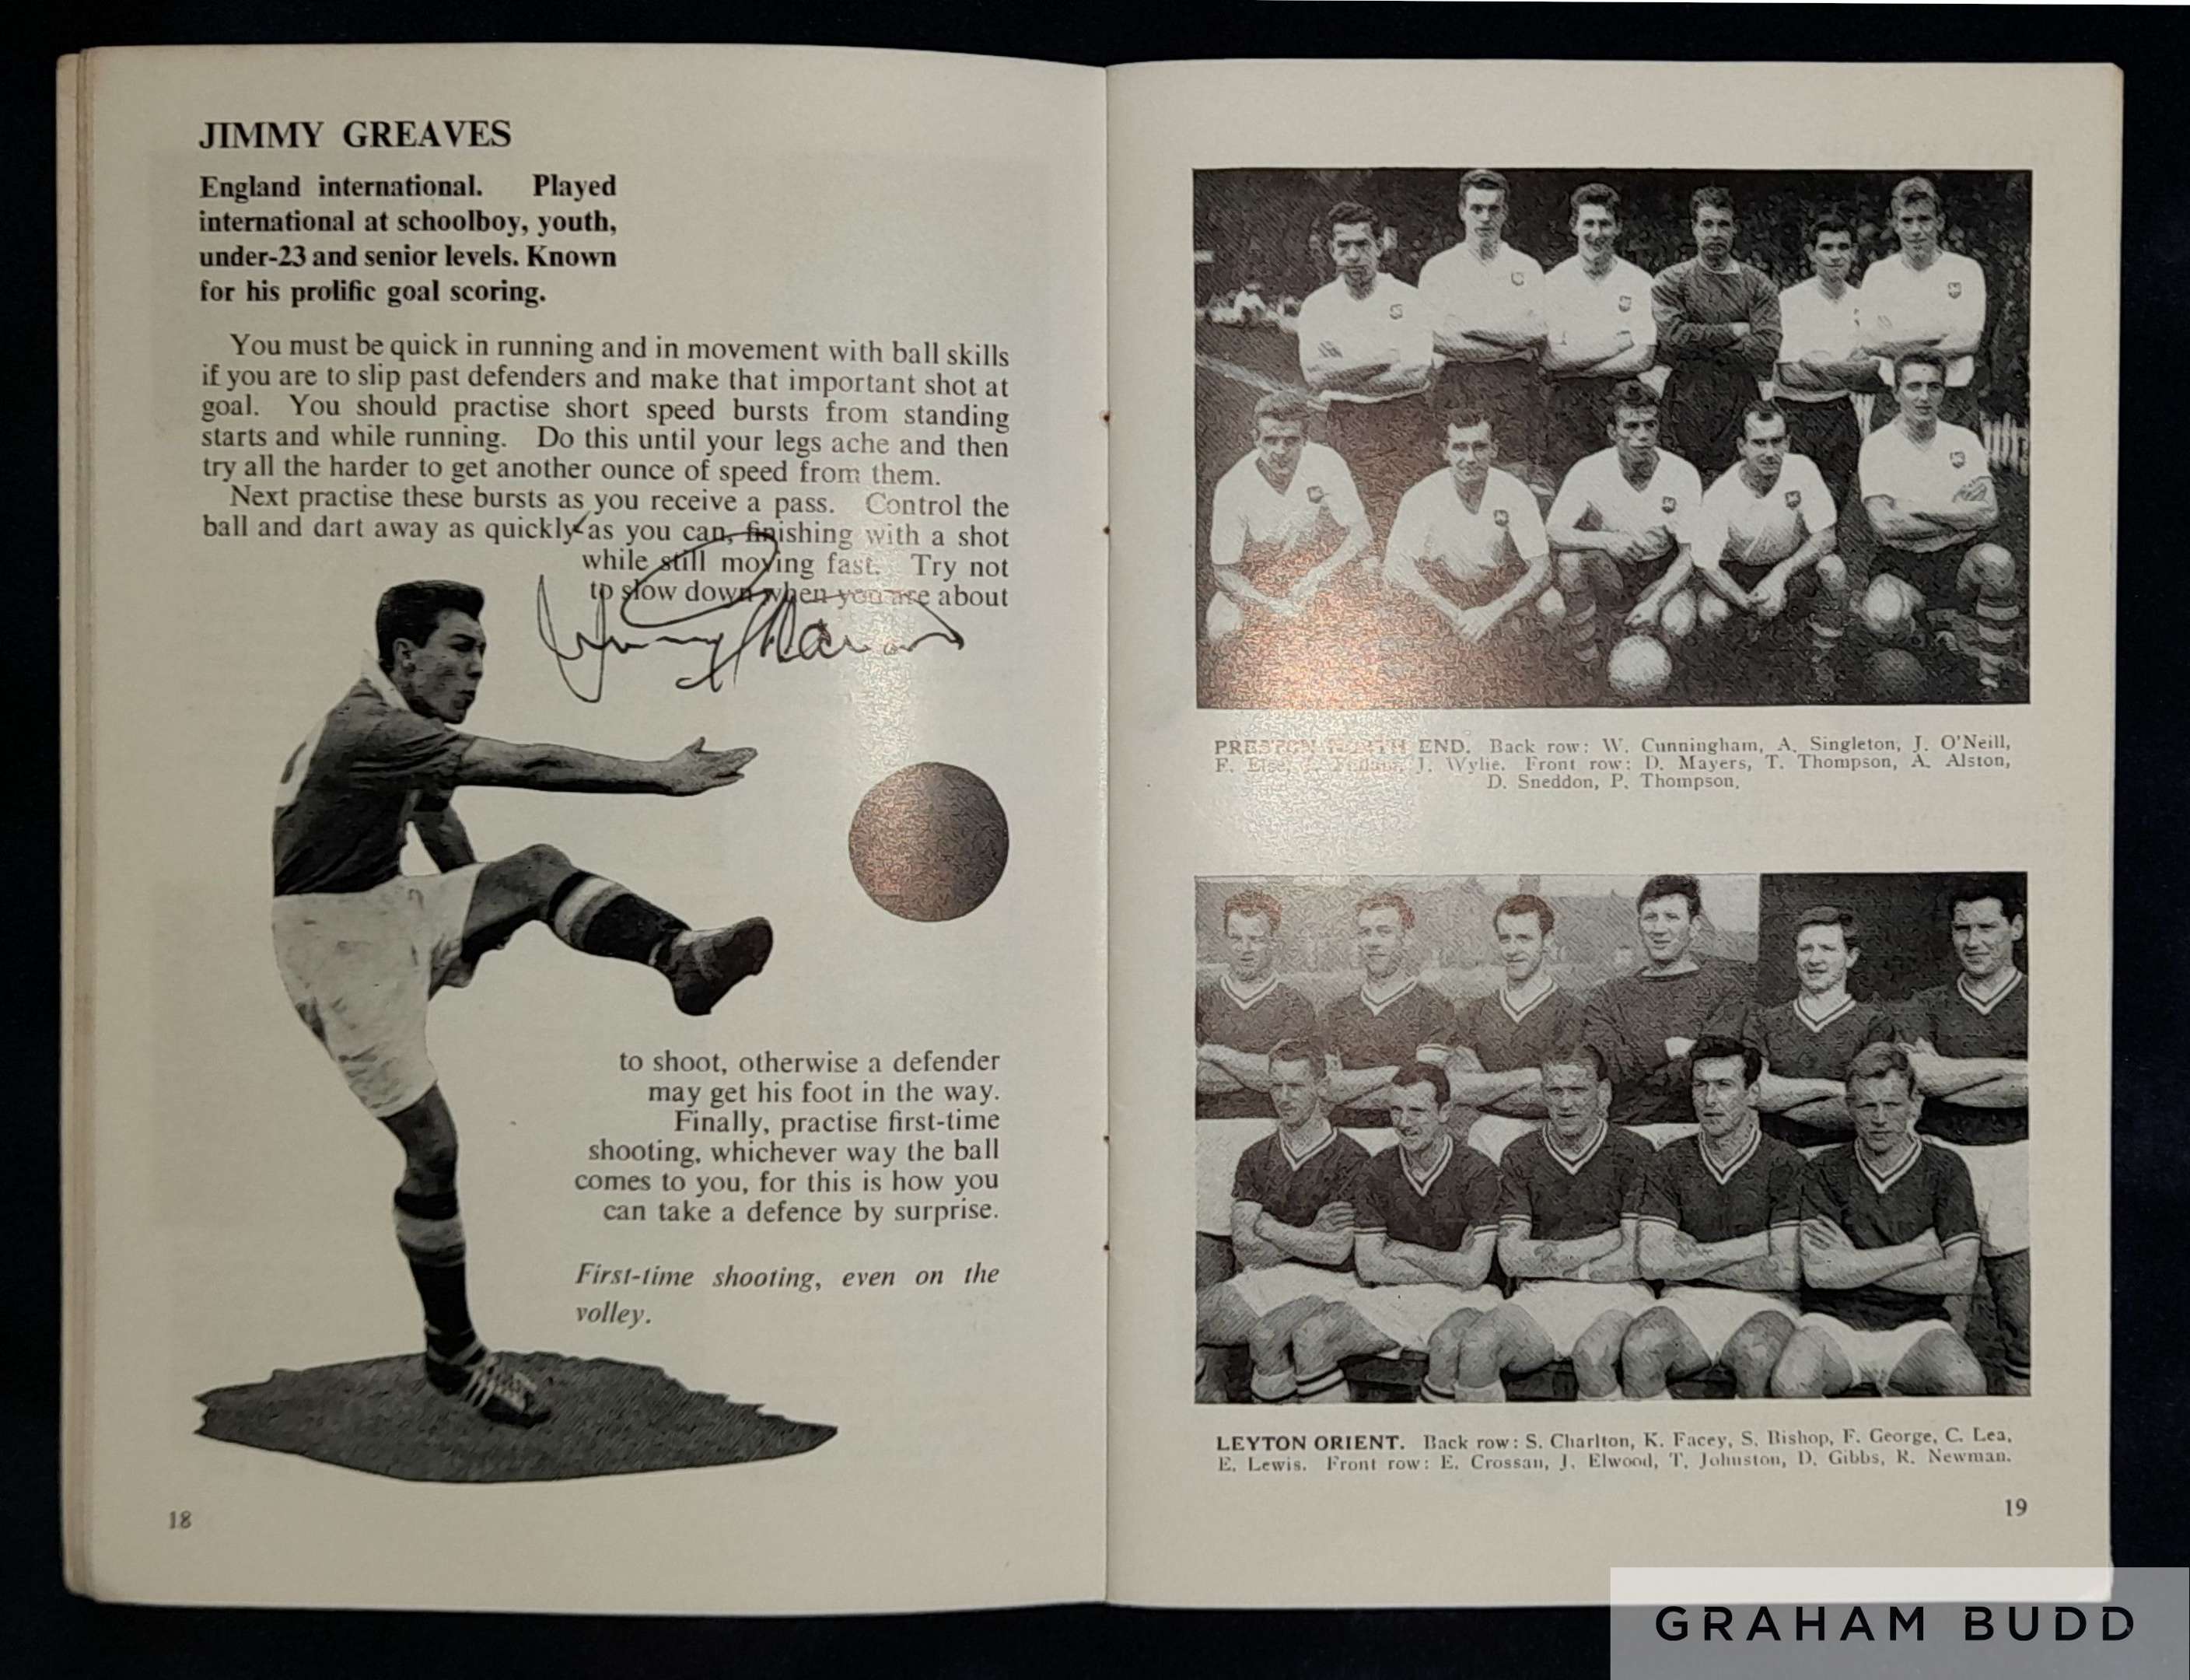 JIMMY GREAVES
England international. Played
international at schoolboy, youth,
under-23 and senior levels. Known
for his prolific goal scoring.
You must be quick in running and in movement with ball skills
if you are to slip past defenders and make that important shot at
goal. You should practise short speed bursts from standing
starts and while running. Do this until your legs ache and then
try all the harder to get another ounce of speed from them.
Next practise these bursts as you receive a pass. Control the
ball and dart away as quickly as you can, finishing with a shot
while still moving fast. Try not
to slow down when you are about
to shoot, otherwise a defender
may get his foot in the way.
Finally, practise first-time
shooting, whichever way the ball
comes to you, for this is how you
can take a defence by surprise.
First-time shooting, even on the
volley.
18
PRESTON NORTH END. Back row: W. Cunningham, A. Singleton, J. O'Neill,
F. J. Wylie. Front row: D. Mayers, T. Thompson, A. Alston,
D. Sneddon, P. Thompson.
LEYTON ORIENT. Back row: S. Charlton, K. Facey, S. Bishop, F. George, C. Lea,
E. Lewis. Front row: E. Crossan, J. Elwood, T. Johnston, D. Gibbs, R. Newman.
19
GRAHAM BUDD